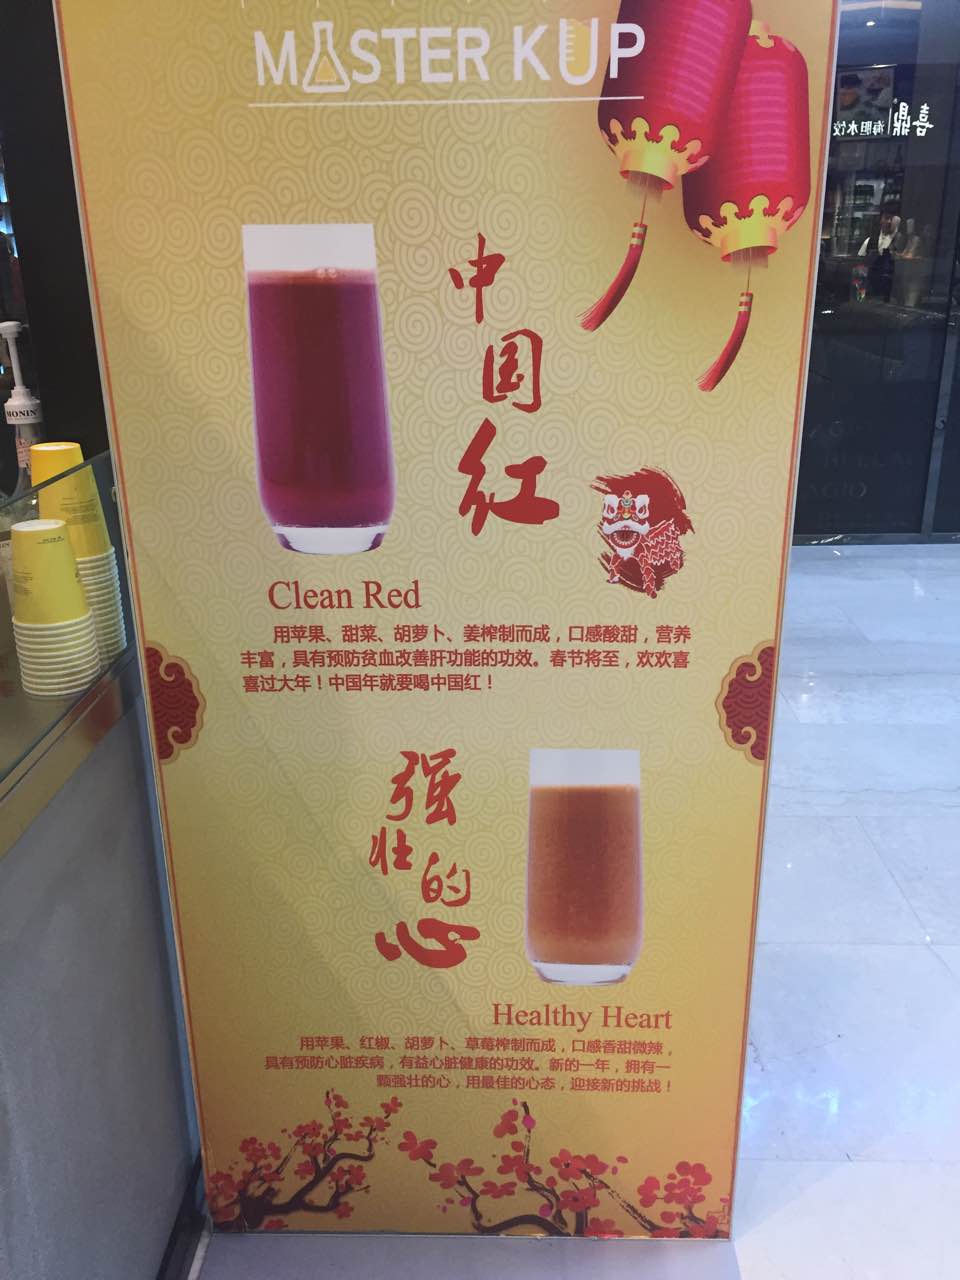 MASTER KUP
中国红
Clean Red
用苹果、甜菜、胡萝卜、姜榨制而成，口感酸甜，营养
丰富，具有预防贫血改善肝功能的功效。春节将至，欢欢喜
喜过大年！中国年就要喝中国红！
强壮的心
Healthy Heart
用苹果、红椒、胡萝卜、草莓榨制而成，口感香甜微辣，
具有预防心脏疾病，有益心脏健康的功效。新的一年，拥有一
颗强壮的心，用最佳的心态，迎接新的挑战！
MONIN
喜鼎
海胆水饺